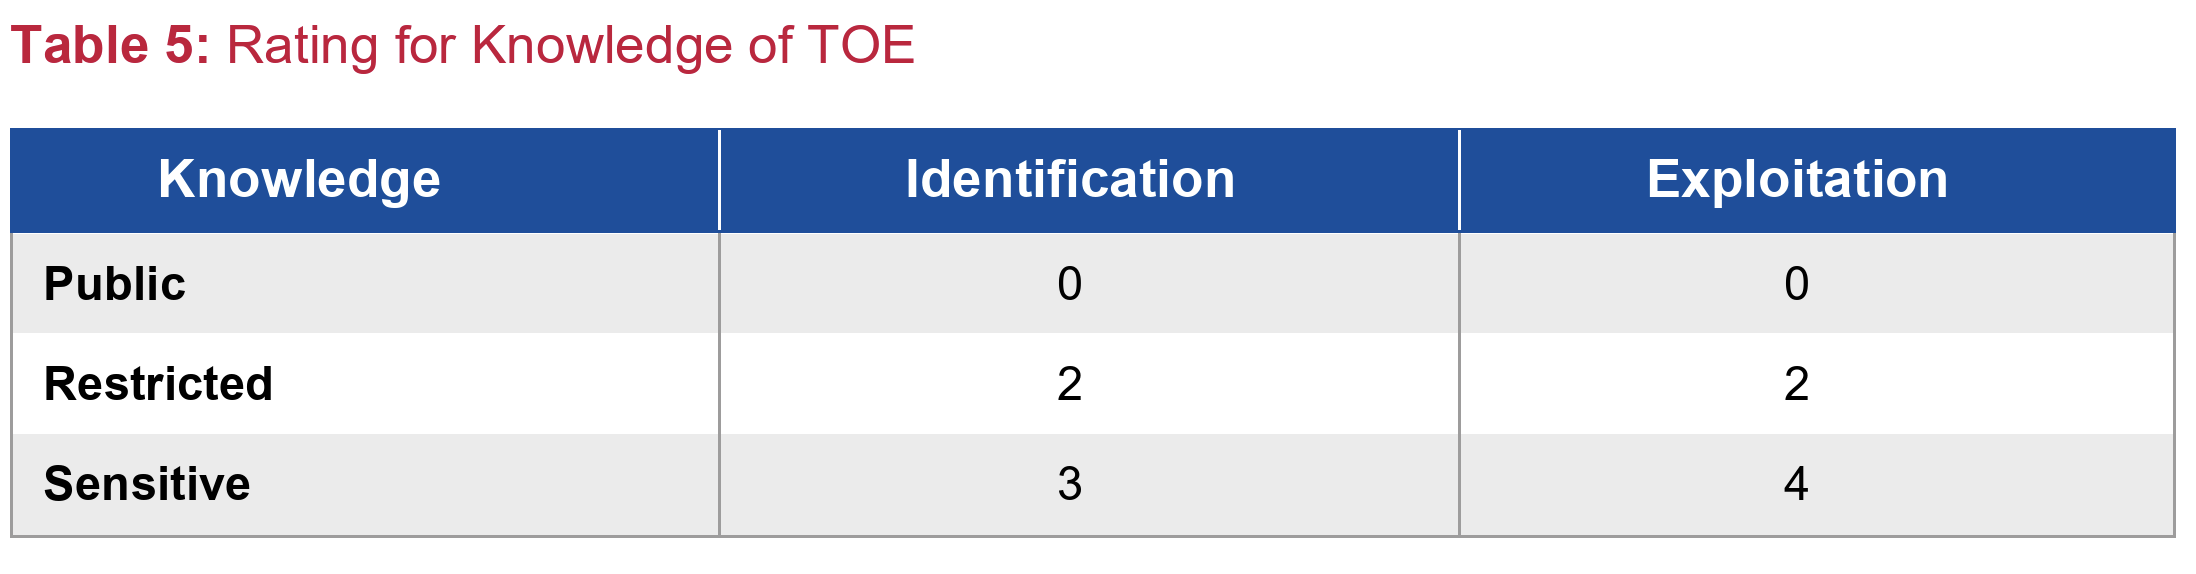 Table 5: Rating for Knowledge of TOE
Knowledge Identification Exploitation
Public 0 0
Restricted 2 2
Sensitive 3 4